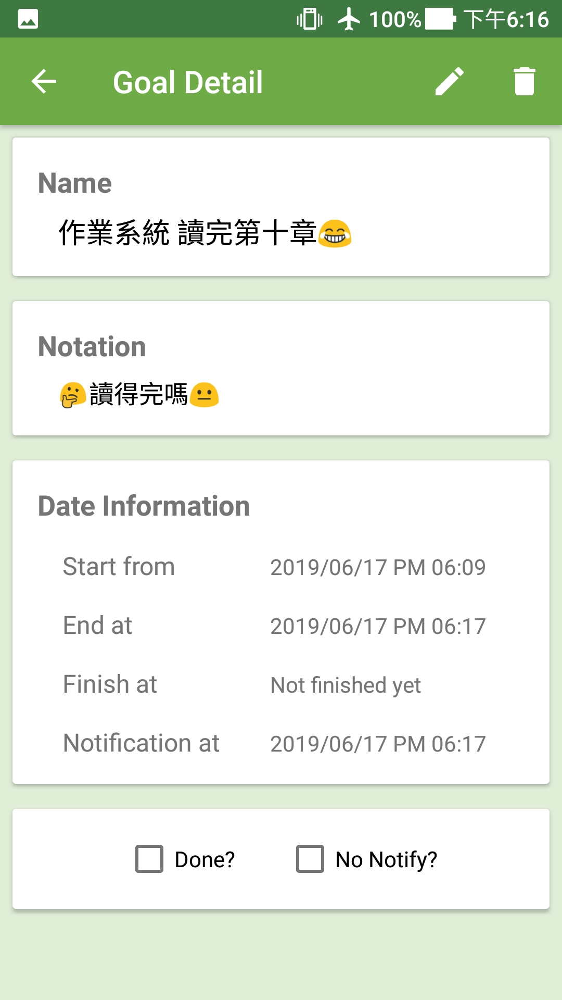 100% 下午6:16
Goal Detail
Name
作業系統 讀完第十章😂
Notation
🤔讀得完嗎😐
Date Information
Start from 2019/06/17 PM 06:09
End at 2019/06/17 PM 06:17
Finish at Not finished yet
Notification at 2019/06/17 PM 06:17
Done? No Notify?